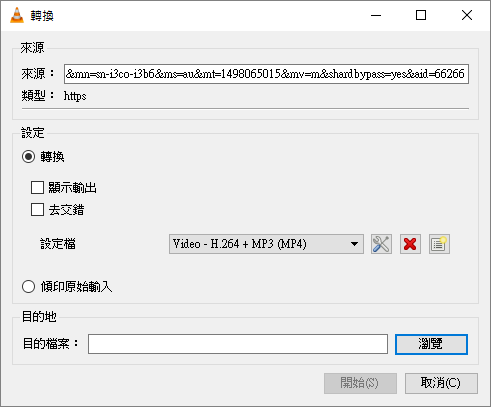 轉換
來源
來源： &mn=sn-i3co-i3b6&ms=au&mt=1498065015&mv=m&shardbypass=yes&aid=66266
類型： https
設定
轉換
顯示輸出
去交錯
設定檔 Video - H.264 + MP3 (MP4)
傾印原始輸入
目的地
目的檔案： 瀏覽
開始(S) 取消(C)